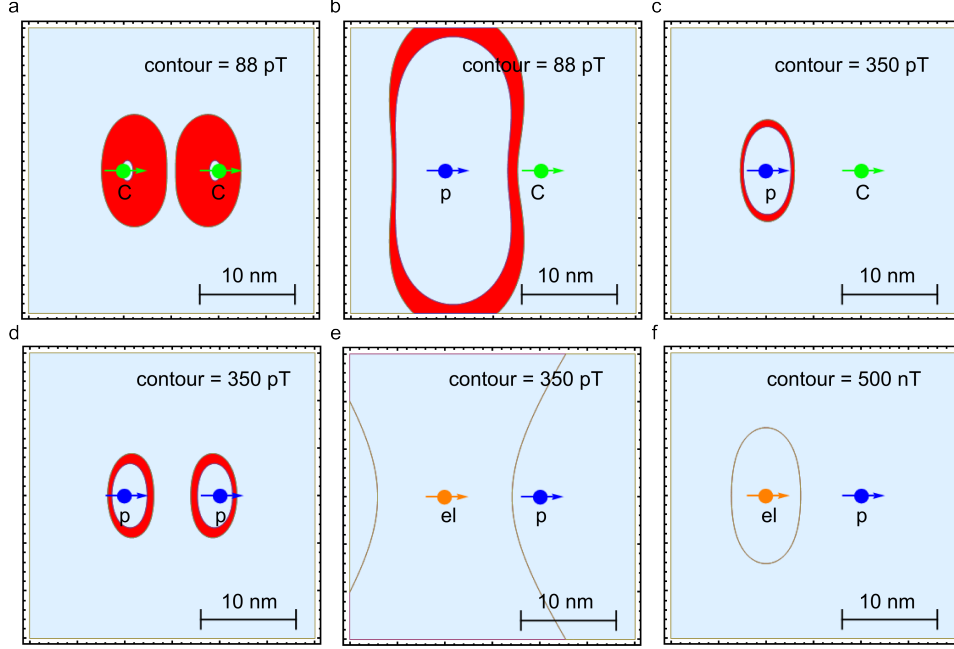 a
contour = 88 pT
C
C
10 nm
b
contour = 88 pT
p
C
10 nm
c
contour = 350 pT
p
C
10 nm
d
contour = 350 pT
p
p
10 nm
e
contour = 350 pT
el
p
10 nm
f
contour = 500 nT
el
p
10 nm